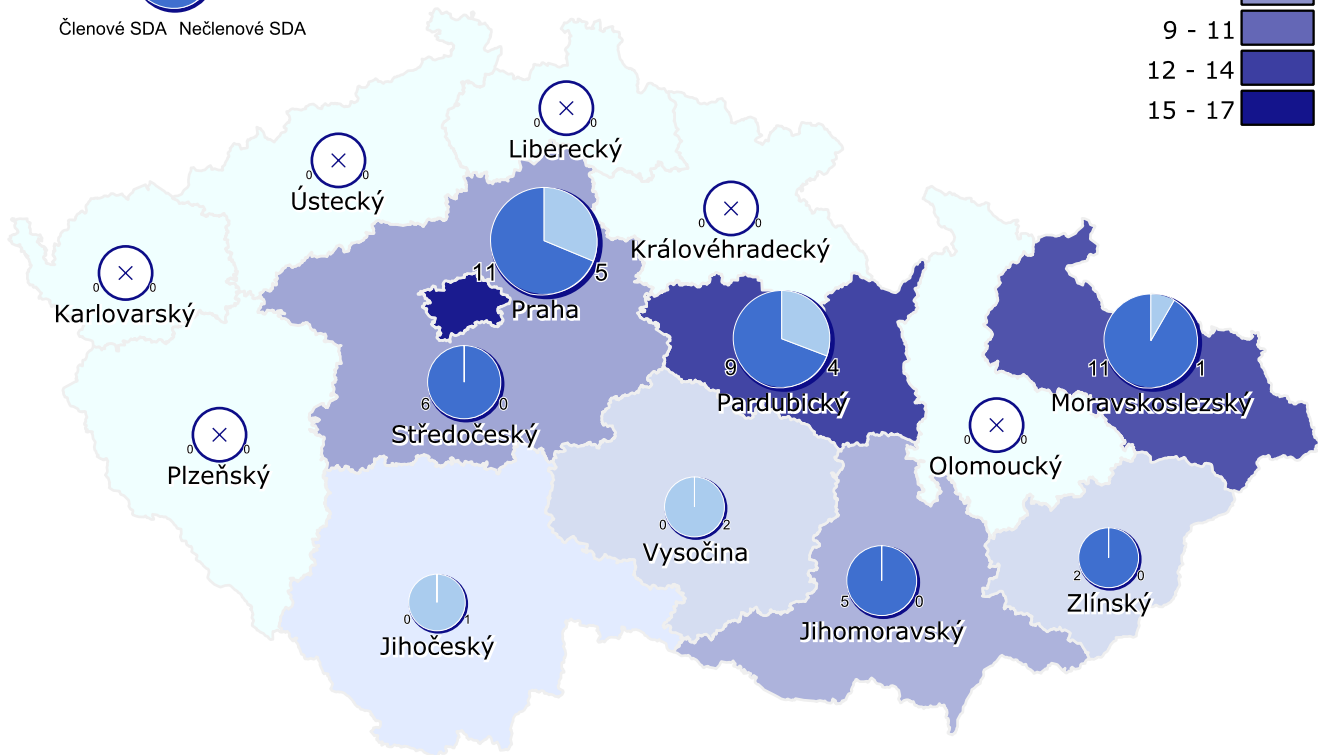 Členové SDA Nečlenové SDA
9 - 11
12 - 14
15 - 17
0 0
Liberecký
0 0
Ústecký
0 0
Královéhradecký
0 0
Karlovarský
11 5
Praha
9 4
Pardubický
11 1
Moravskoslezský
6 0
Středočeský
0 0
Plzeňský
0 0
Olomoucký
0 2
Vysočina
2 0
Zlínský
5 0
Jihomoravský
0 1
Jihočeský